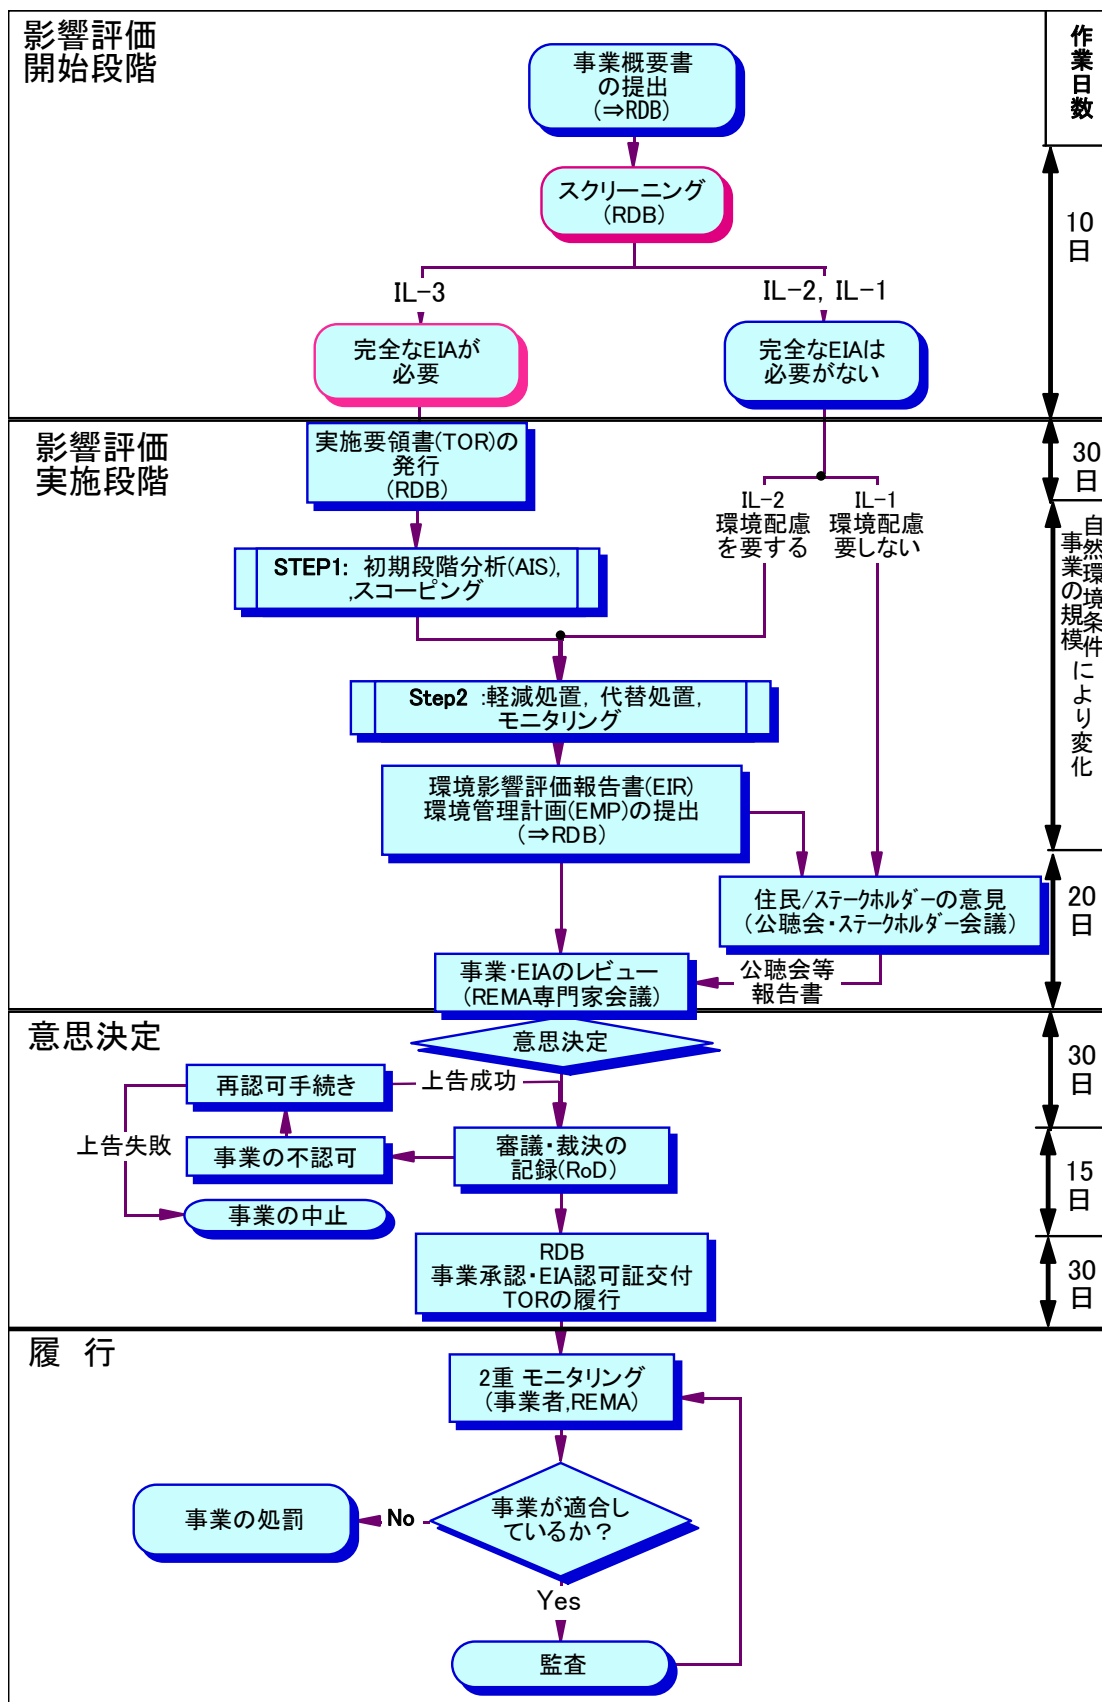 影響評価
開始段階
作業日数
事業概要書
の提出
(⇒RDB)
スクリーニング
(RDB)
10
日
IL-3
IL-2, IL-1
完全なEIAが
必要
完全なEIAは
必要がない
影響評価
実施段階
実施要領書(TOR)の
発行
(RDB)
30
日
IL-2
環境配慮
を要する
IL-1
環境配慮
要しない
STEP1: 初期段階分析(AIS),
,スコーピング
自然環境条件
事業の規模
により変化
Step2 :軽減処置, 代替処置,
モニタリング
環境影響評価報告書(EIR)
環境管理計画(EMP)の提出
(⇒RDB)
住民/ステークホルダーの意見
(公聴会・ステークホルダー会議)
20
日
事業・EIAのレビュー
(REMA専門家会議)
公聴会等
報告書
意思決定
意思決定
30
日
再認可手続き
上告成功
上告失敗
事業の不認可
審議・裁決の
記録(RoD)
15
日
事業の中止
RDB
事業承認・EIA認可証交付
TORの履行
30
日
履 行
2重 モニタリング
(事業者,REMA)
事業の処罰
No
事業が適合し
ているか？
Yes
監査